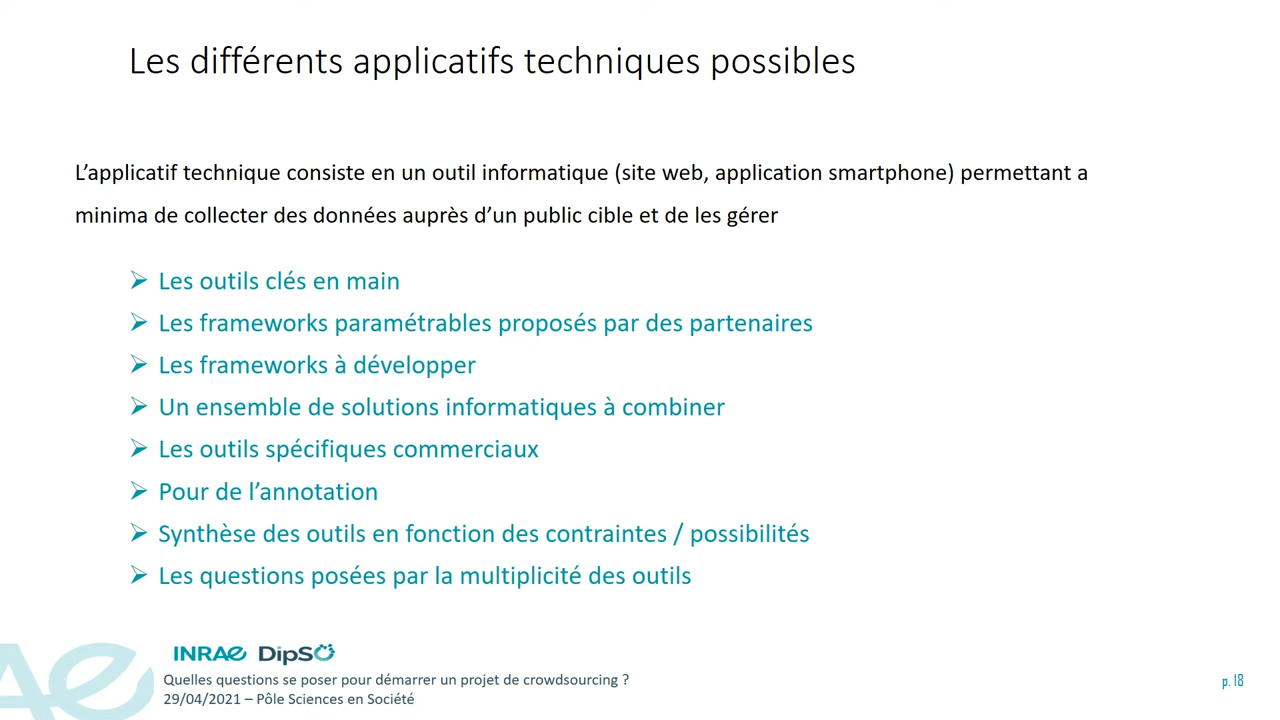 Les différents applicatifs techniques possibles
L’applicatif technique consiste en un outil informatique (site web, application smartphone) permettant a
minima de collecter des données auprès d’un public cible et de les gérer
➢ Les outils clés en main
➢ Les frameworks paramétrables proposés par des partenaires
➢ Les frameworks à développer
➢ Un ensemble de solutions informatiques à combiner
➢ Les outils spécifiques commerciaux
➢ Pour de l’annotation
➢ Synthèse des outils en fonction des contraintes / possibilités
➢ Les questions posées par la multiplicité des outils
INRAE DipSO
Quelles questions se poser pour démarrer un projet de crowdsourcing ?
29/04/2021 – Pôle Sciences en Société
p. 18